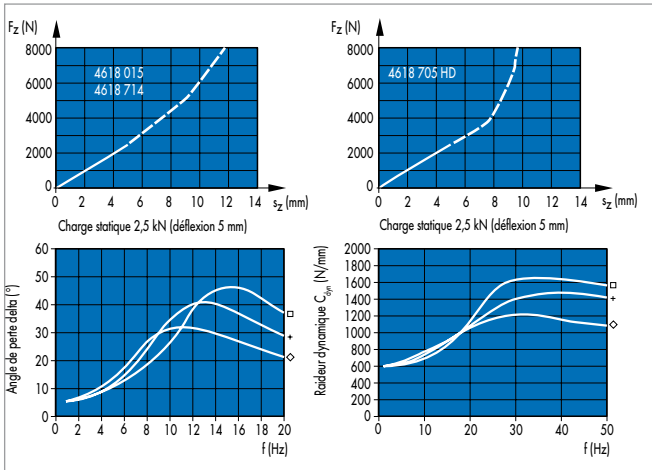 F_z (N)
8000
6000
4000
2000
0
4618 015
4618 714
0 2 4 6 8 10 12 14
s_z (mm)
Charge statique 2,5 kN (déflexion 5 mm)
F_z (N)
8000
6000
4000
2000
0
4618 705 HD
0 2 4 6 8 10 12 14
s_z (mm)
Charge statique 2,5 kN (déflexion 5 mm)
Angle de perte delta (°)
60
50
40
30
20
10
0
0 2 4 6 8 10 12 14 16 18 20
f (Hz)
Raideur dynamique C_dyn (N/mm)
2000
1800
1600
1400
1200
1000
800
600
400
200
0
0 10 20 30 40 50
f (Hz)